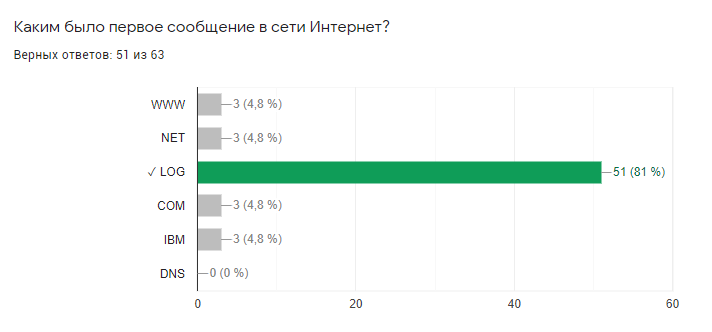 Каким было первое сообщение в сети Интернет?
Верных ответов: 51 из 63
WWW 3 (4,8 %)
NET 3 (4,8 %)
✓ LOG 51 (81 %)
COM 3 (4,8 %)
IBM 3 (4,8 %)
DNS 0 (0 %)
0 20 40 60